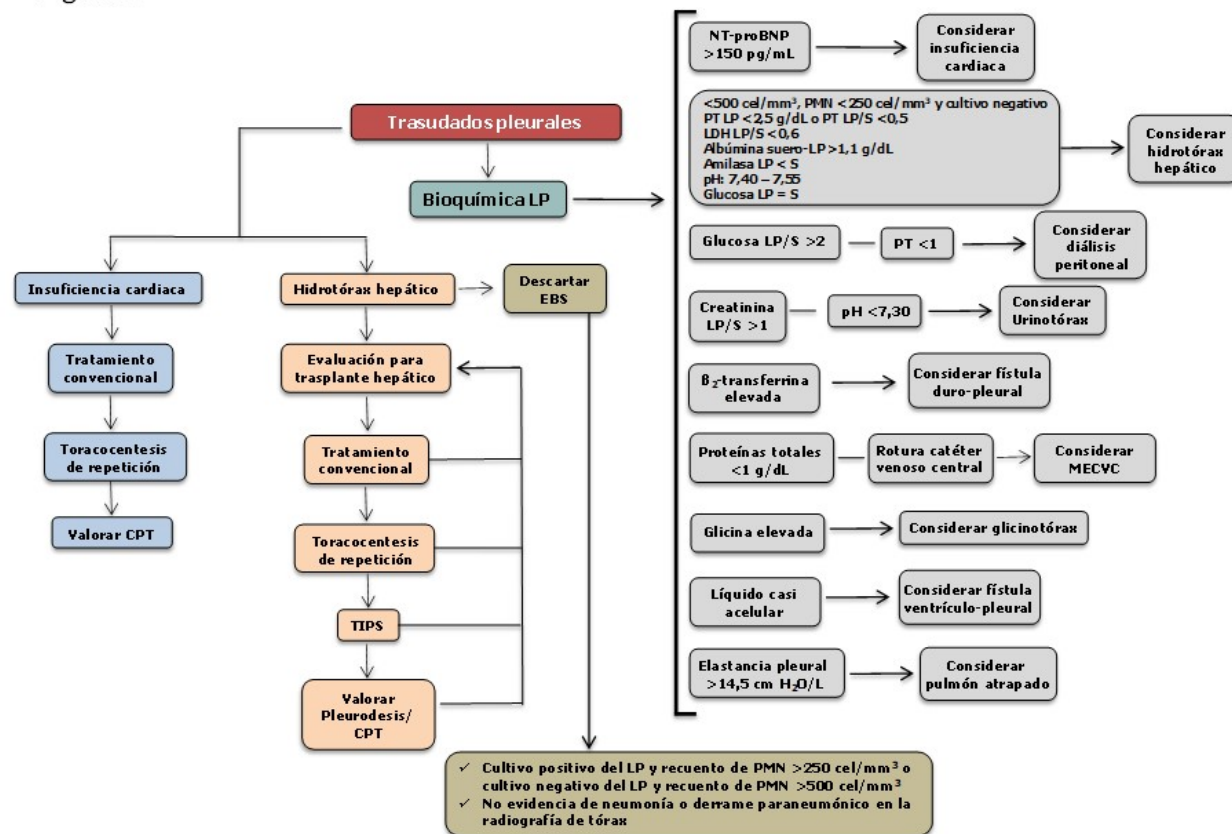 NT-proBNP
>150 pg/mL
Considerar
insuficiencia
cardiaca
<500 cel/mm³, PMN <250 cel/mm³ y cultivo negativo
PT LP <2,5 g/dL o PT LP/S <0,5
LDH LP/S <0,6
Albúmina suero-LP >1,1 g/dL
Amilasa LP < S
pH: 7,40 – 7,55
Glucosa LP = S
Considerar
hidrotórax
hepático
Trasudados pleurales
Bioquímica LP
Glucosa LP/S >2
PT <1
Considerar
diálisis
peritoneal
Insuficiencia cardiaca
Hidrotórax hepático
Descartar
EBS
Creatinina
LP/S >1
pH <7,30
Considerar
Urinotórax
Tratamiento
convencional
Evaluación para
trasplante hepático
ß₂-transferrina
elevada
Considerar fístula
duro-pleural
Toracocentesis
de repetición
Tratamiento
convencional
Proteínas totales
<1 g/dL
Rotura catéter
venoso central
Considerar
MECVC
Valorar CPT
Toracocentesis
de repetición
Glicina elevada
Considerar glicinotórax
TIPS
Líquido casi
acelular
Considerar fístula
ventrículo-pleural
Valorar
Pleurodesis/
CPT
Elastancia pleural
>14,5 cm H₂O/L
Considerar
pulmón atrapado
✓ Cultivo positivo del LP y recuento de PMN >250 cel/mm³ o
cultivo negativo del LP y recuento de PMN >500 cel/mm³
✓ No evidencia de neumonía o derrame paraneumónico en la
radiografía de tórax